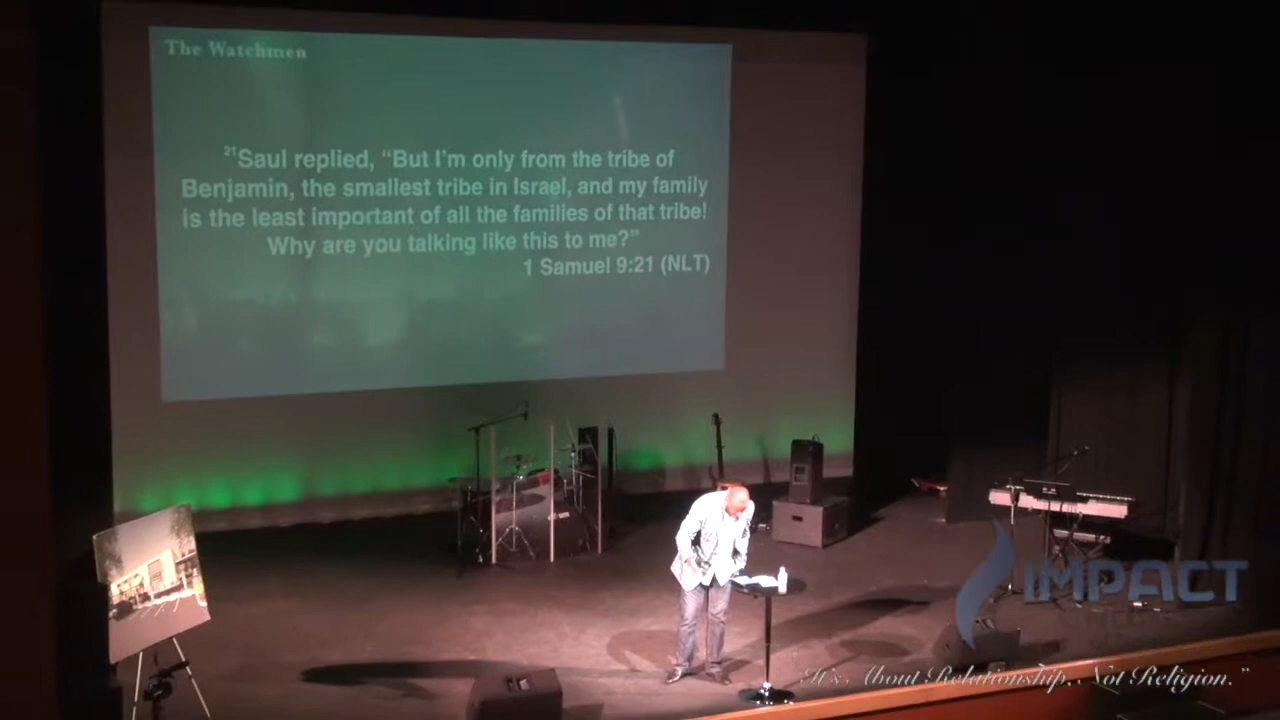 The Watchmen
²¹Saul replied, “But I’m only from the tribe of
Benjamin, the smallest tribe in Israel, and my family
is the least important of all the families of that tribe!
Why are you talking like this to me?”
1 Samuel 9:21 (NLT)
IMPACT
"It's About Relationship, Not Religion."